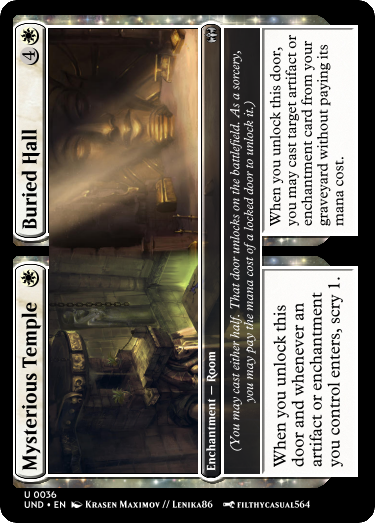 Mysterious Temple
Enchantment — Room
(You may cast either half. That door unlocks on the battlefield. As a sorcery,
you may pay the mana cost of a locked door to unlock it.)
When you unlock this
door and whenever an
artifact or enchantment
you control enters, scry 1.
Buried Hall 4
When you unlock this door,
you may cast target artifact or
enchantment card from your
graveyard without paying its
mana cost.
U 0036
UND • EN Krasen Maximov // Lenika86 filthycasual564